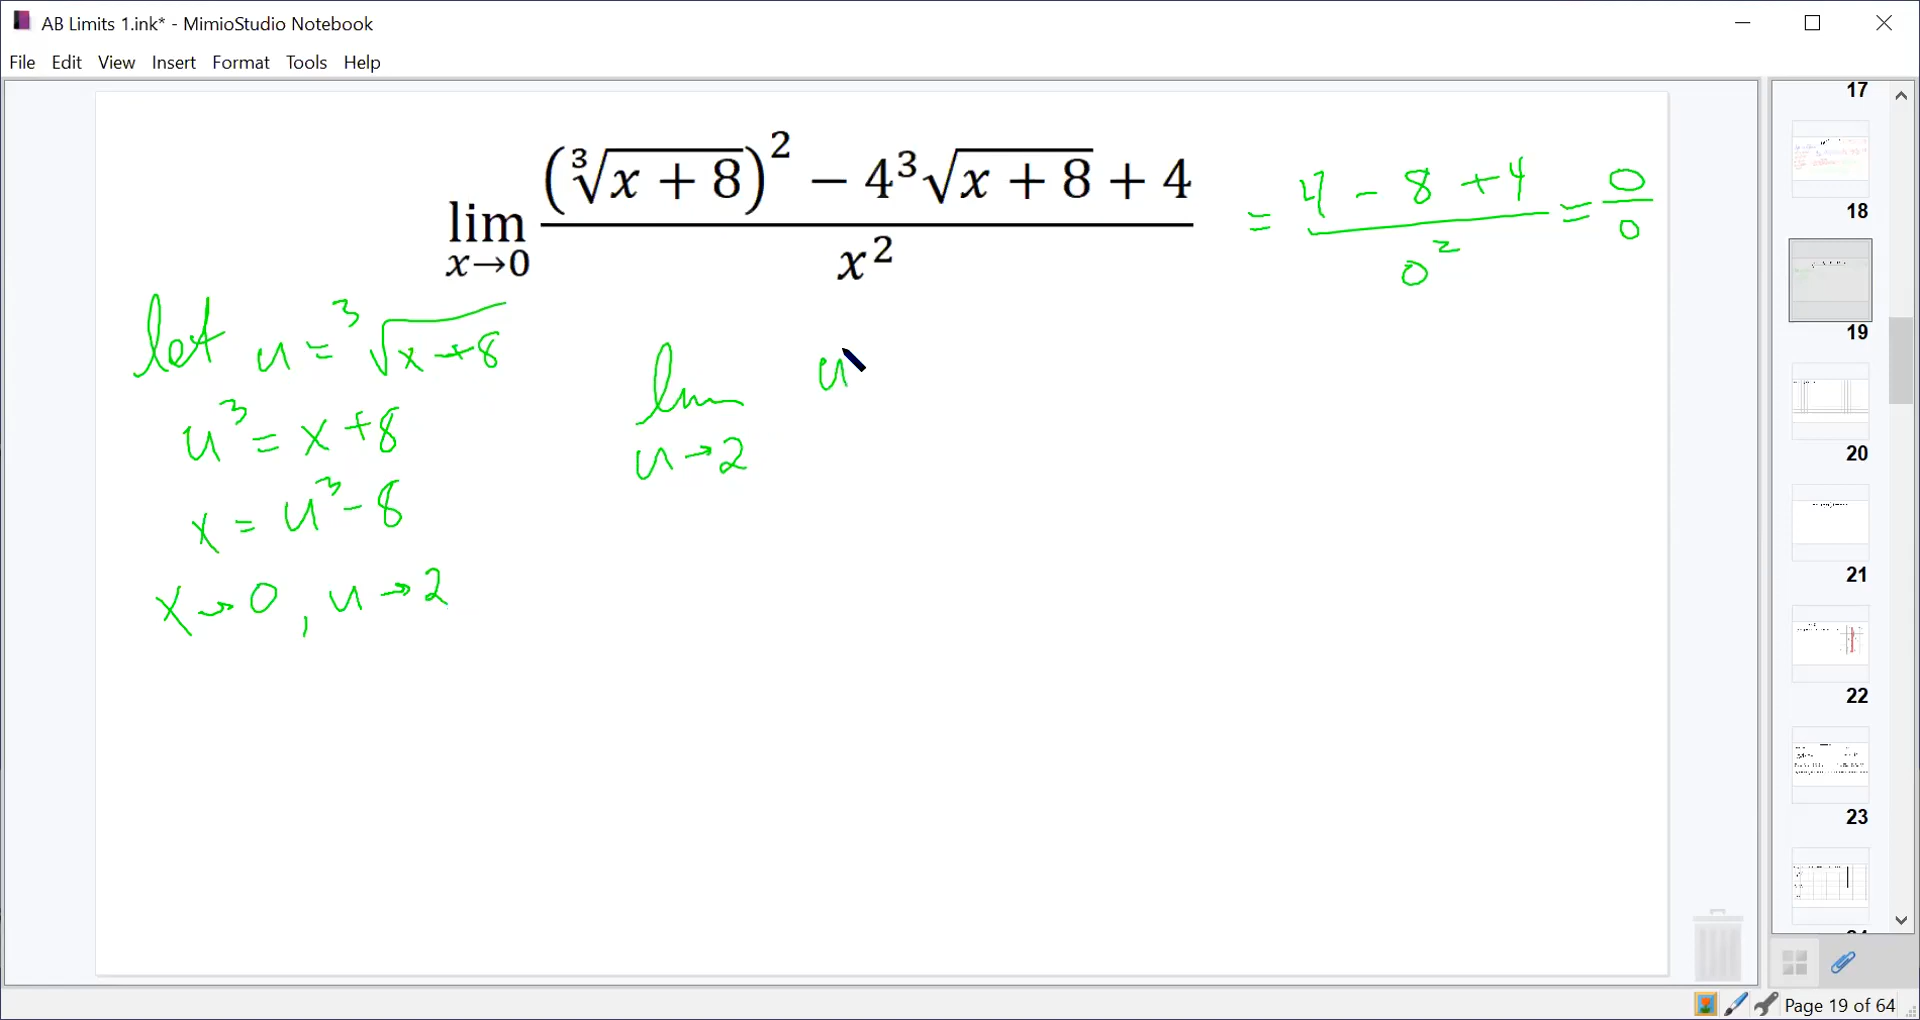 AB Limits 1.ink* - MimioStudio Notebook
File Edit View Insert Format Tools Help
lim x→0 ((∛(x + 8))² − 4³√(x + 8) + 4) / x²
= (4 - 8 + 4) / 0² = 0/0
let u = ³√(x + 8)
u³ = x + 8
x = u³ - 8
x → 0, u → 2
lim u → 2 u
17
18
19
20
21
22
23
Page 19 of 64